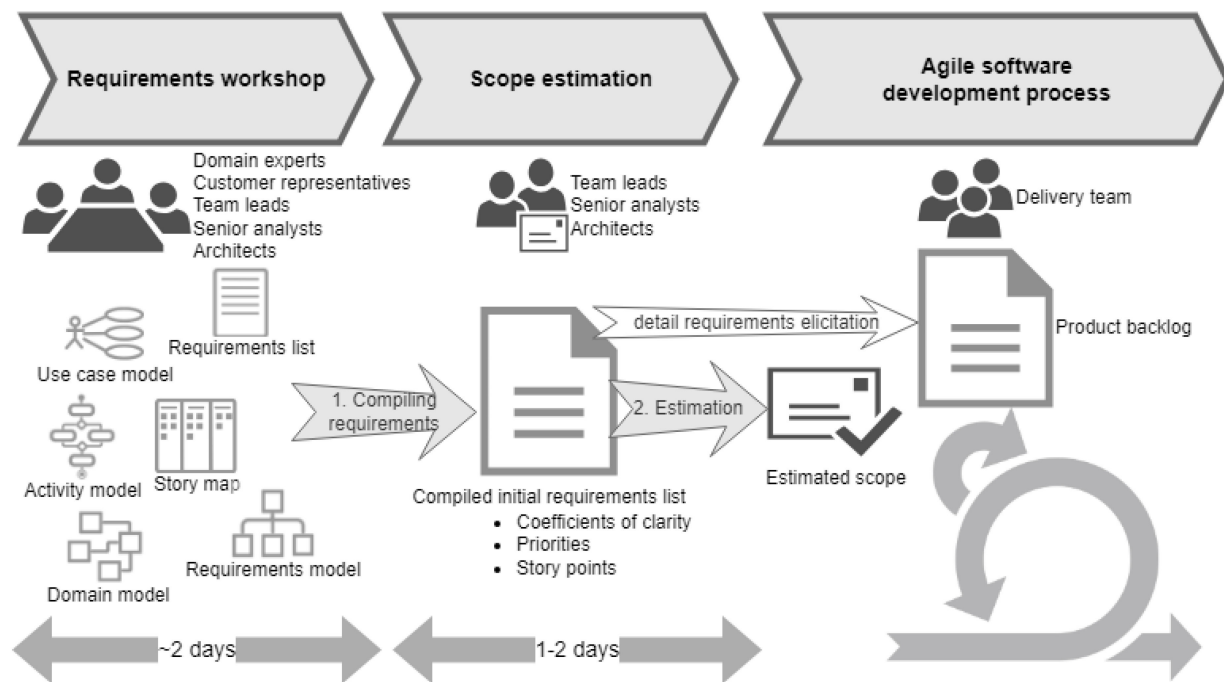 Requirements workshop
Scope estimation
Agile software
development process
Domain experts
Customer representatives
Team leads
Senior analysts
Architects
Team leads
Senior analysts
Architects
Delivery team
Requirements list
Use case model
Activity model
Story map
Domain model
Requirements model
1. Compiling
requirements
detail requirements elicitation
2. Estimation
Product backlog
Estimated scope
Compiled initial requirements list
• Coefficients of clarity
• Priorities
• Story points
~2 days
1-2 days